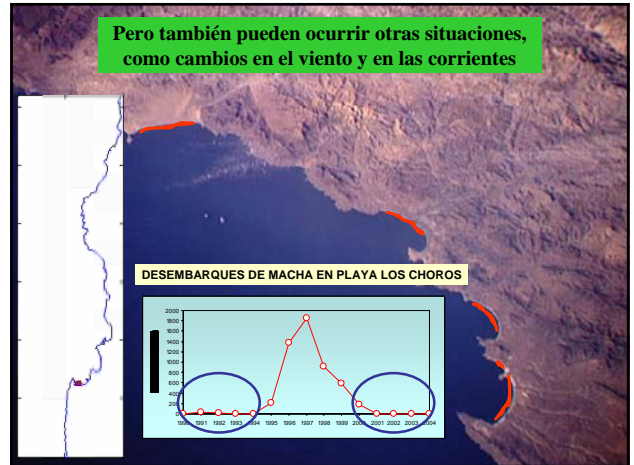 Pero también pueden ocurrir otras situaciones,
como cambios en el viento y en las corrientes
DESEMBARQUES DE MACHA EN PLAYA LOS CHOROS
2000
1800
1600
1400
1200
1000
800
600
400
200
0
1990 1991 1992 1993 1994 1995 1996 1997 1998 1999 2000 2001 2002 2003 2004